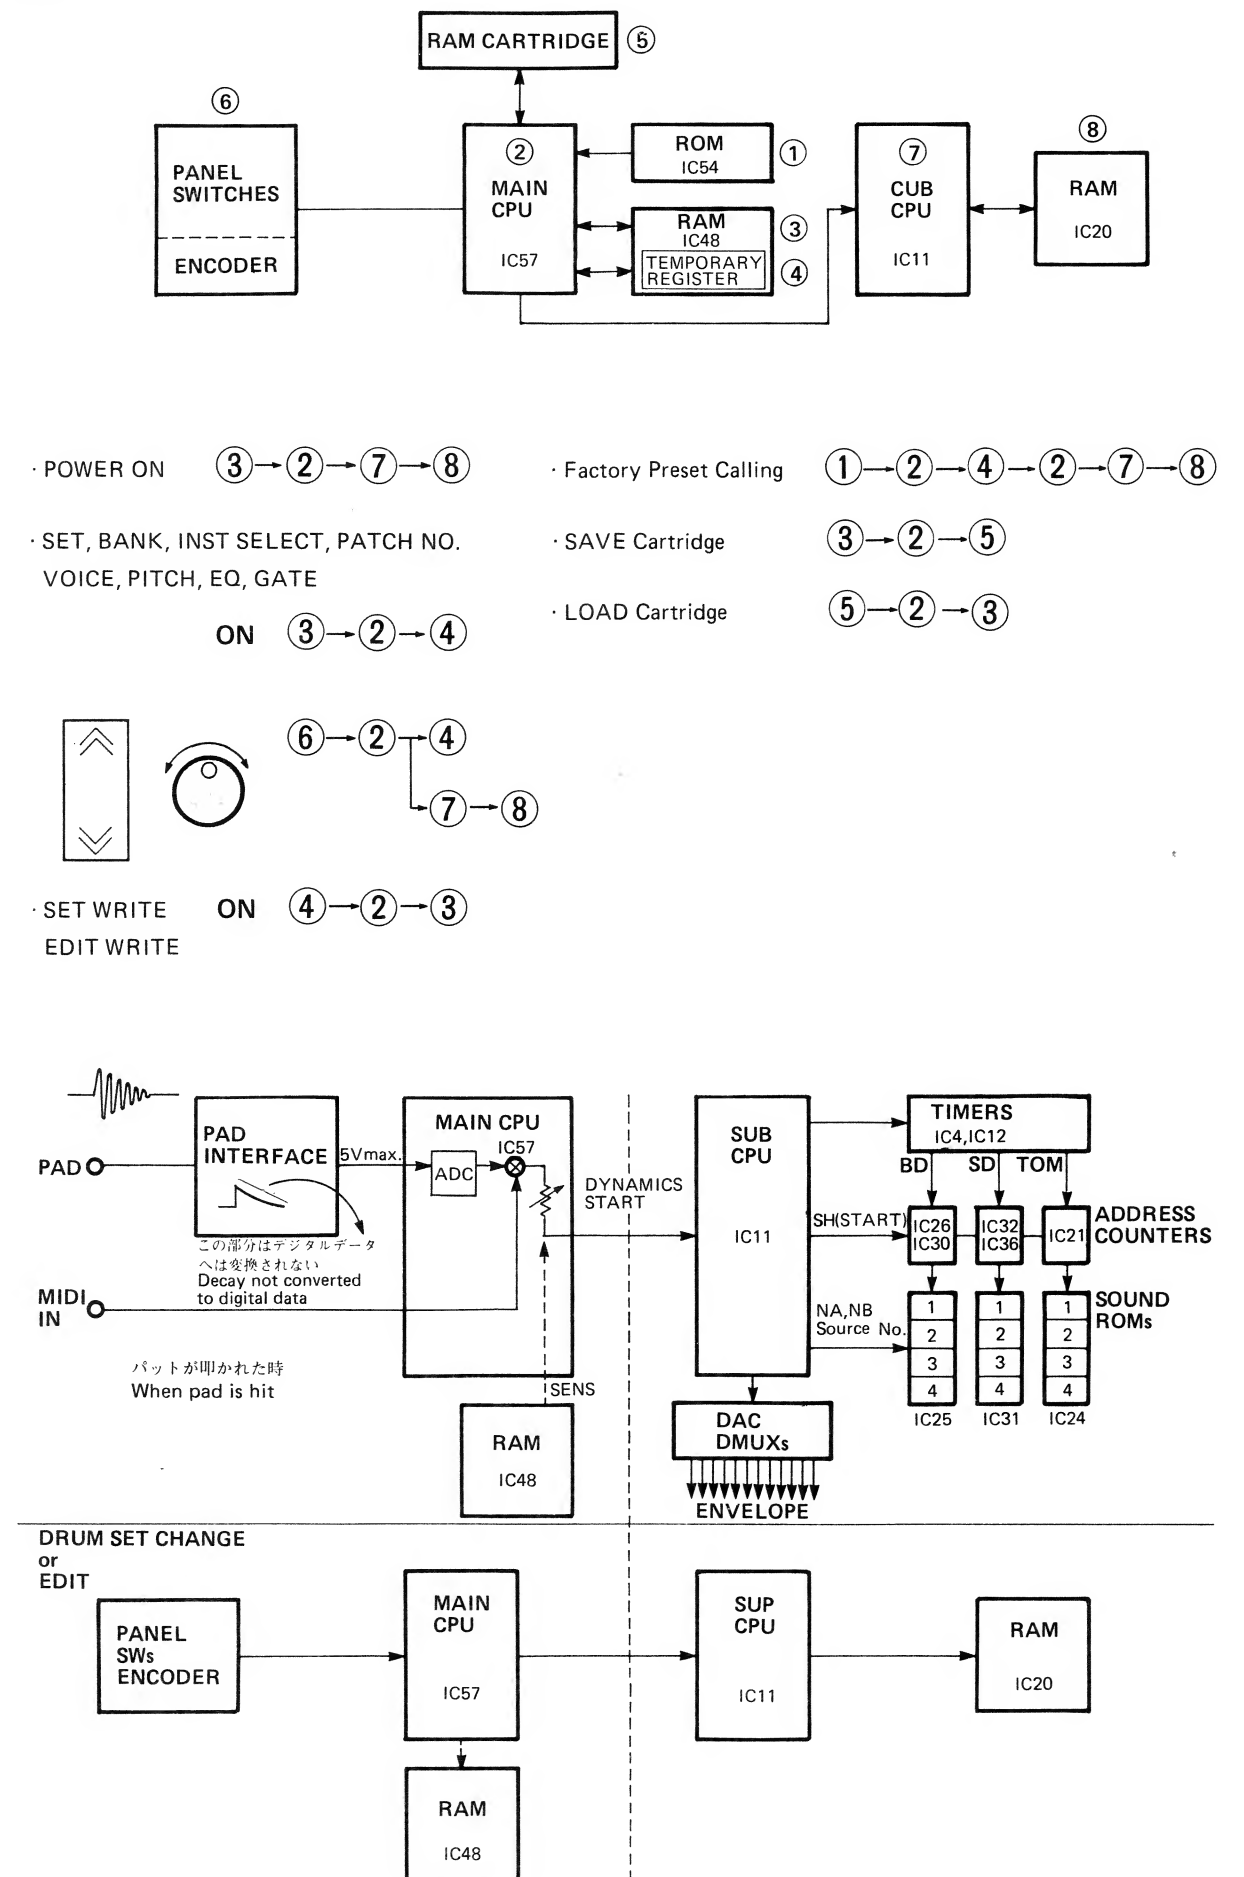 RAM CARTRIDGE ⑤
⑥
PANEL
SWITCHES
ENCODER
②
MAIN
CPU
IC57
ROM
IC54
①
RAM
IC48
③
TEMPORARY
REGISTER
④
⑦
CUB
CPU
IC11
⑧
RAM
IC20
· POWER ON ③→②→⑦→⑧
· Factory Preset Calling ①→②→④→②→⑦→⑧
· SET, BANK, INST SELECT, PATCH NO.
VOICE, PITCH, EQ, GATE
ON ③→②→④
· SAVE Cartridge ③→②→⑤
· LOAD Cartridge ⑤→②→③
⑥→②→④
⑦→⑧
· SET WRITE ON ④→②→③
EDIT WRITE
PAD
PAD
INTERFACE
5Vmax.
この部分はデジタルデータ
へは変換されない
Decay not converted
to digital data
MIDI
IN
パットが叩かれた時
When pad is hit
MAIN CPU
IC57
ADC
DYNAMICS
START
SENS
RAM
IC48
SUB
CPU
IC11
TIMERS
IC4,IC12
BD SD TOM
SH(START)
IC26
IC30
IC32
IC36
IC21
ADDRESS
COUNTERS
NA,NB
Source No.
1 1 1
2 2 2
3 3 3
4 4 4
SOUND
ROMs
IC25 IC31 IC24
DAC
DMUXs
ENVELOPE
DRUM SET CHANGE
or
EDIT
PANEL
SWs
ENCODER
MAIN
CPU
IC57
SUP
CPU
IC11
RAM
IC20
RAM
IC48